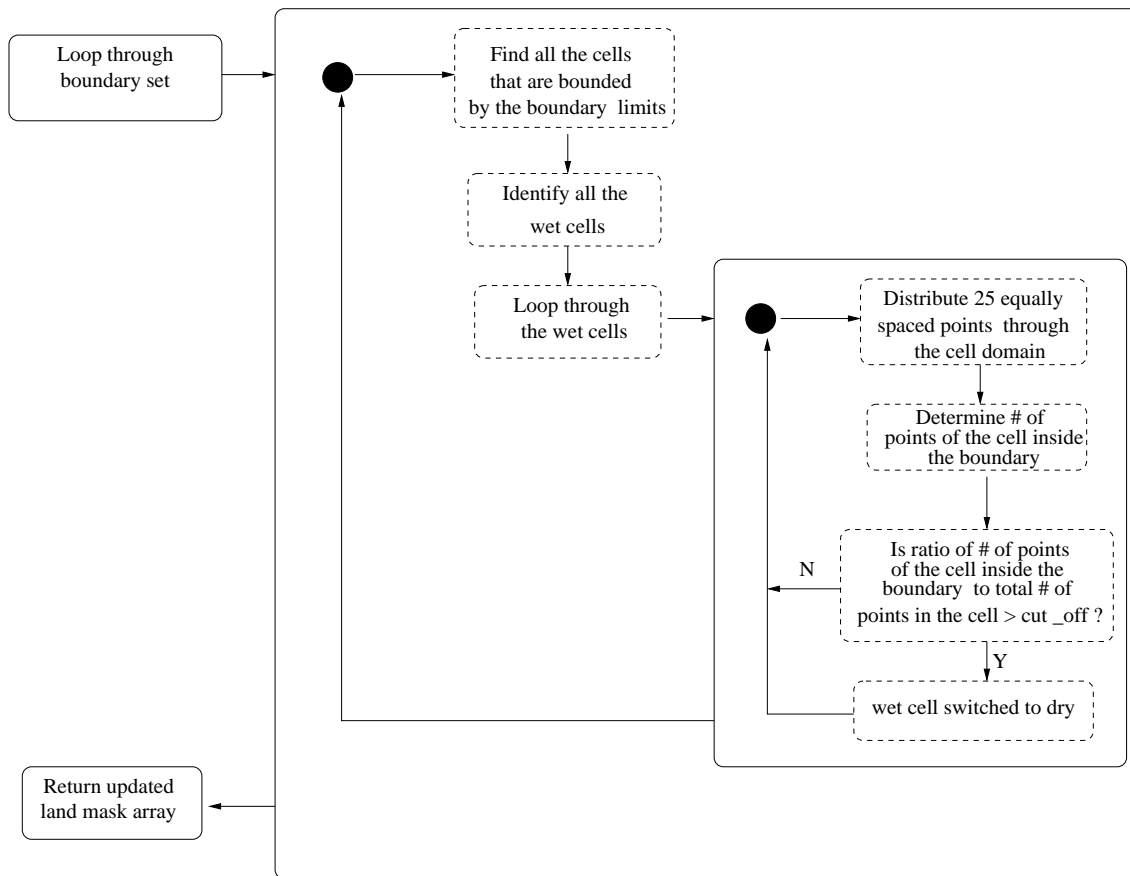 Loop through
boundary set
Find all the cells
that are bounded
by the boundary limits
Identify all the
wet cells
Loop through
the wet cells
Distribute 25 equally
spaced points through
the cell domain
Determine # of
points of the cell inside
the boundary
Is ratio of # of points
of the cell inside the
boundary to total # of
points in the cell > cut _off ?
N
Y
wet cell switched to dry
Return updated
land mask array